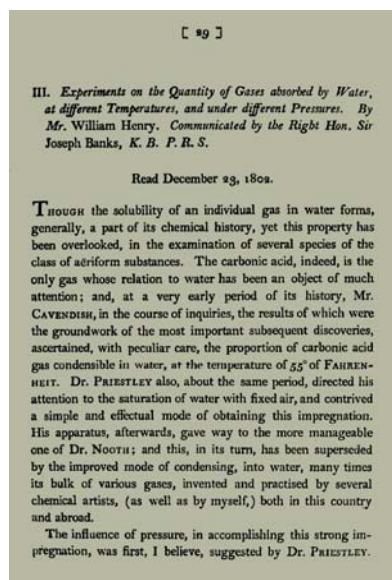 [ 29 ]
III. Experiments on the Quantity of Gases absorbed by Water,
at different Temperatures, and under different Pressures. By
Mr. William Henry. Communicated by the Right Hon. Sir
Joseph Banks, K. B. P. R. S.
Read December 23, 1802.
THOUGH the solubility of an individual gas in water forms,
generally, a part of its chemical history, yet this property has
been overlooked, in the examination of several species of the
class of aëriform substances. The carbonic acid, indeed, is the
only gas whose relation to water has been an object of much
attention; and, at a very early period of its history, Mr.
CAVENDISH, in the course of inquiries, the results of which were
the groundwork of the most important subsequent discoveries,
ascertained, with peculiar care, the proportion of carbonic acid
gas condensible in water, at the temperature of 55° of FAHREN-
HEIT. Dr. PRIESTLEY also, about the same period, directed his
attention to the saturation of water with fixed air, and contrived
a simple and effectual mode of obtaining this impregnation.
His apparatus, afterwards, gave way to the more manageable
one of Dr. NOOTH; and this, in its turn, has been superseded
by the improved mode of condensing, into water, many times
its bulk of various gases, invented and practised by several
chemical artists, (as well as by myself,) both in this country
and abroad.
The influence of pressure, in accomplishing this strong im-
pregnation, was first, I believe, suggested by Dr. PRIESTLEY.